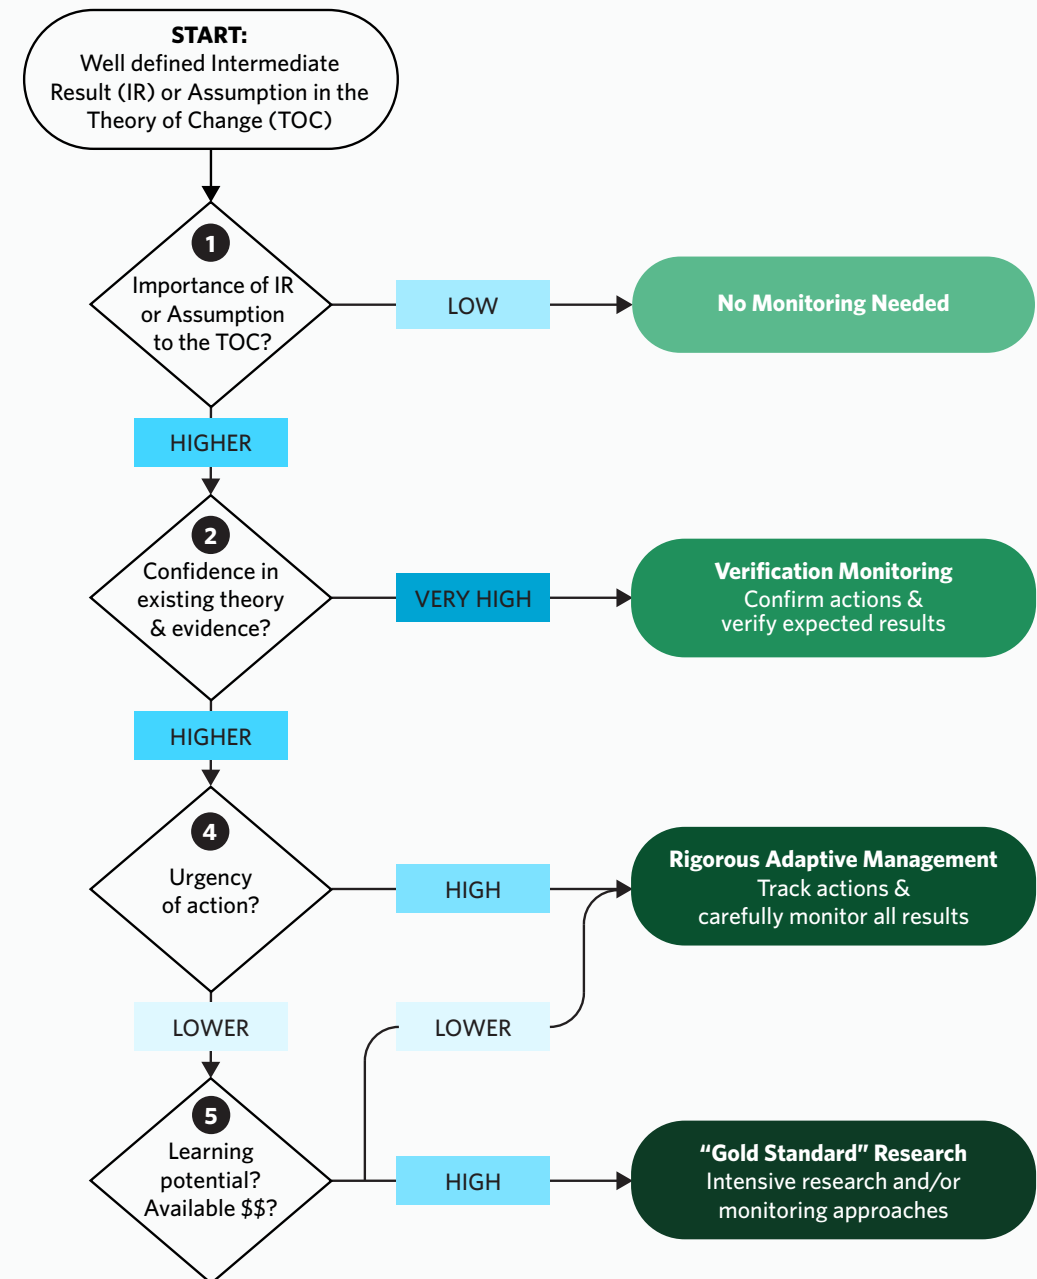 START:
Well defined Intermediate
Result (IR) or Assumption in the
Theory of Change (TOC)
1
Importance of IR
or Assumption
to the TOC?
LOW
No Monitoring Needed
HIGHER
2
Confidence in
existing theory
& evidence?
VERY HIGH
Verification Monitoring
Confirm actions &
verify expected results
HIGHER
4
Urgency
of action?
HIGH
Rigorous Adaptive Management
Track actions &
carefully monitor all results
LOWER
LOWER
5
Learning
potential?
Available $$?
HIGH
“Gold Standard” Research
Intensive research and/or
monitoring approaches